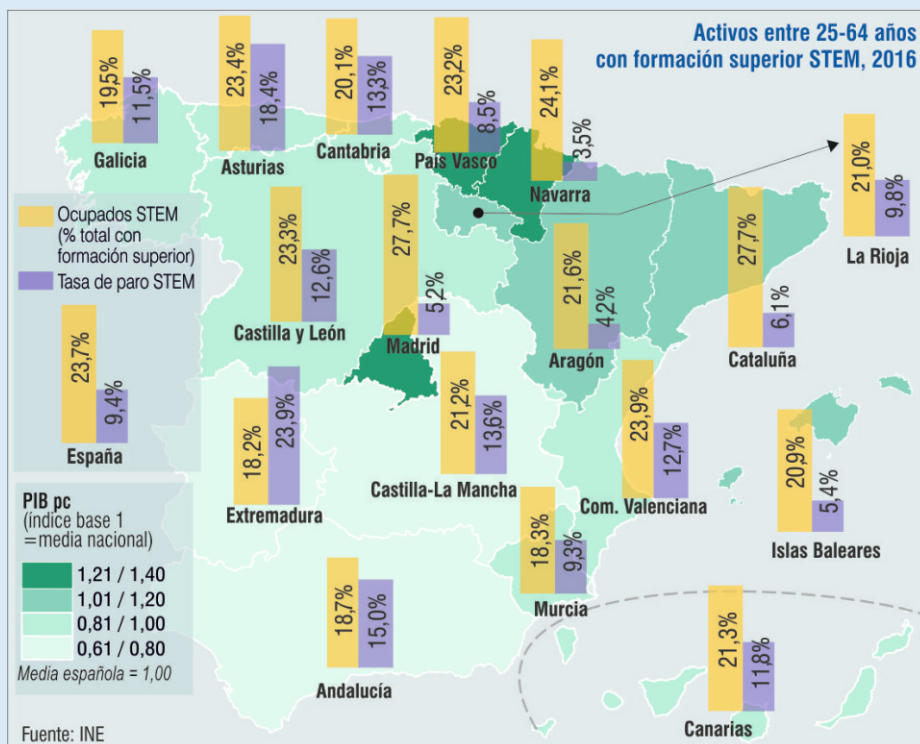 Activos entre 25-64 años
con formación superior STEM, 2016
19,5%
11,5%
Galicia
23,4%
18,4%
Asturias
20,1%
13,3%
Cantabria
23,2%
8,5%
País Vasco
24,1%
3,5%
Navarra
21,0%
9,8%
La Rioja
Ocupados STEM
(% total con
formación superior)
Tasa de paro STEM
23,7%
9,4%
España
23,3%
12,6%
Castilla y León
27,7%
5,2%
Madrid
21,6%
4,2%
Aragón
27,7%
6,1%
Cataluña
18,2%
23,9%
Extremadura
21,2%
13,6%
Castilla-La Mancha
23,9%
12,7%
Com. Valenciana
20,9%
5,4%
Islas Baleares
PIB pc
(índice base 1
=media nacional)
1,21 / 1,40
1,01 / 1,20
0,81 / 1,00
0,61 / 0,80
Media española = 1,00
18,7%
15,0%
Andalucía
18,3%
9,3%
Murcia
21,3%
11,8%
Canarias
Fuente: INE